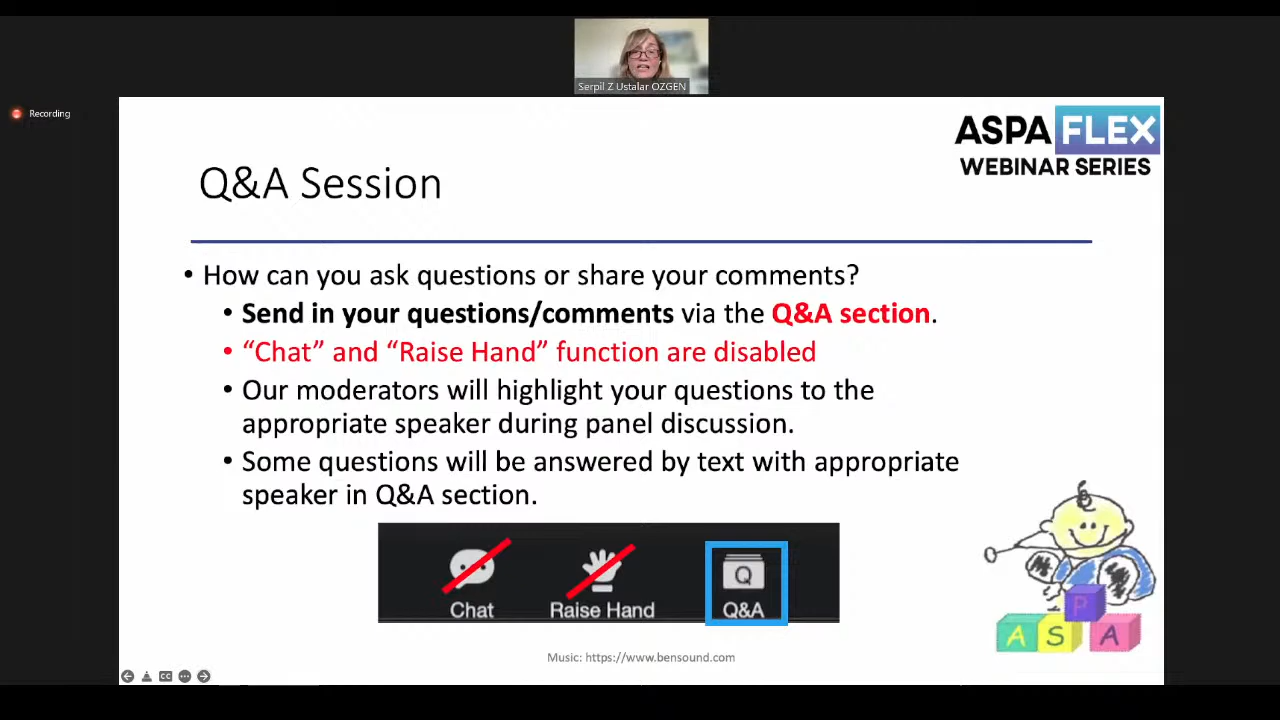 Serpil Z Ustalar OZGEN
Recording
ASPA FLEX
WEBINAR SERIES
Q&A Session
• How can you ask questions or share your comments?
• Send in your questions/comments via the Q&A section.
• “Chat” and “Raise Hand” function are disabled
• Our moderators will highlight your questions to the
appropriate speaker during panel discussion.
• Some questions will be answered by text with appropriate
speaker in Q&A section.
Q
Chat Raise Hand Q&A
P
A S A
Music: https://www.bensound.com
CC